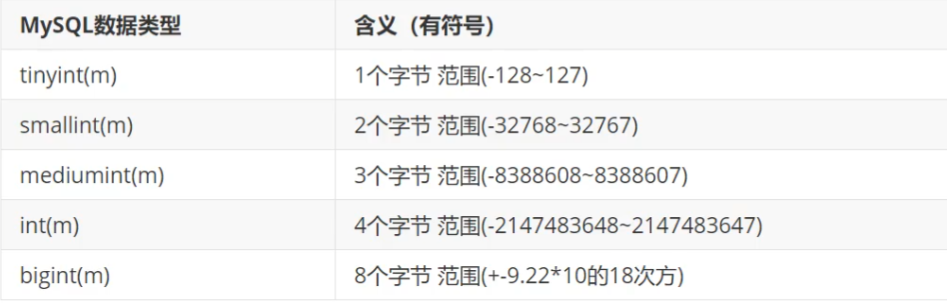 MySQL数据类型 含义（有符号）
tinyint(m) 1个字节 范围(-128~127)
smallint(m) 2个字节 范围(-32768~32767)
mediumint(m) 3个字节 范围(-8388608~8388607)
int(m) 4个字节 范围(-2147483648~2147483647)
bigint(m) 8个字节 范围(+-9.22*10的18次方)